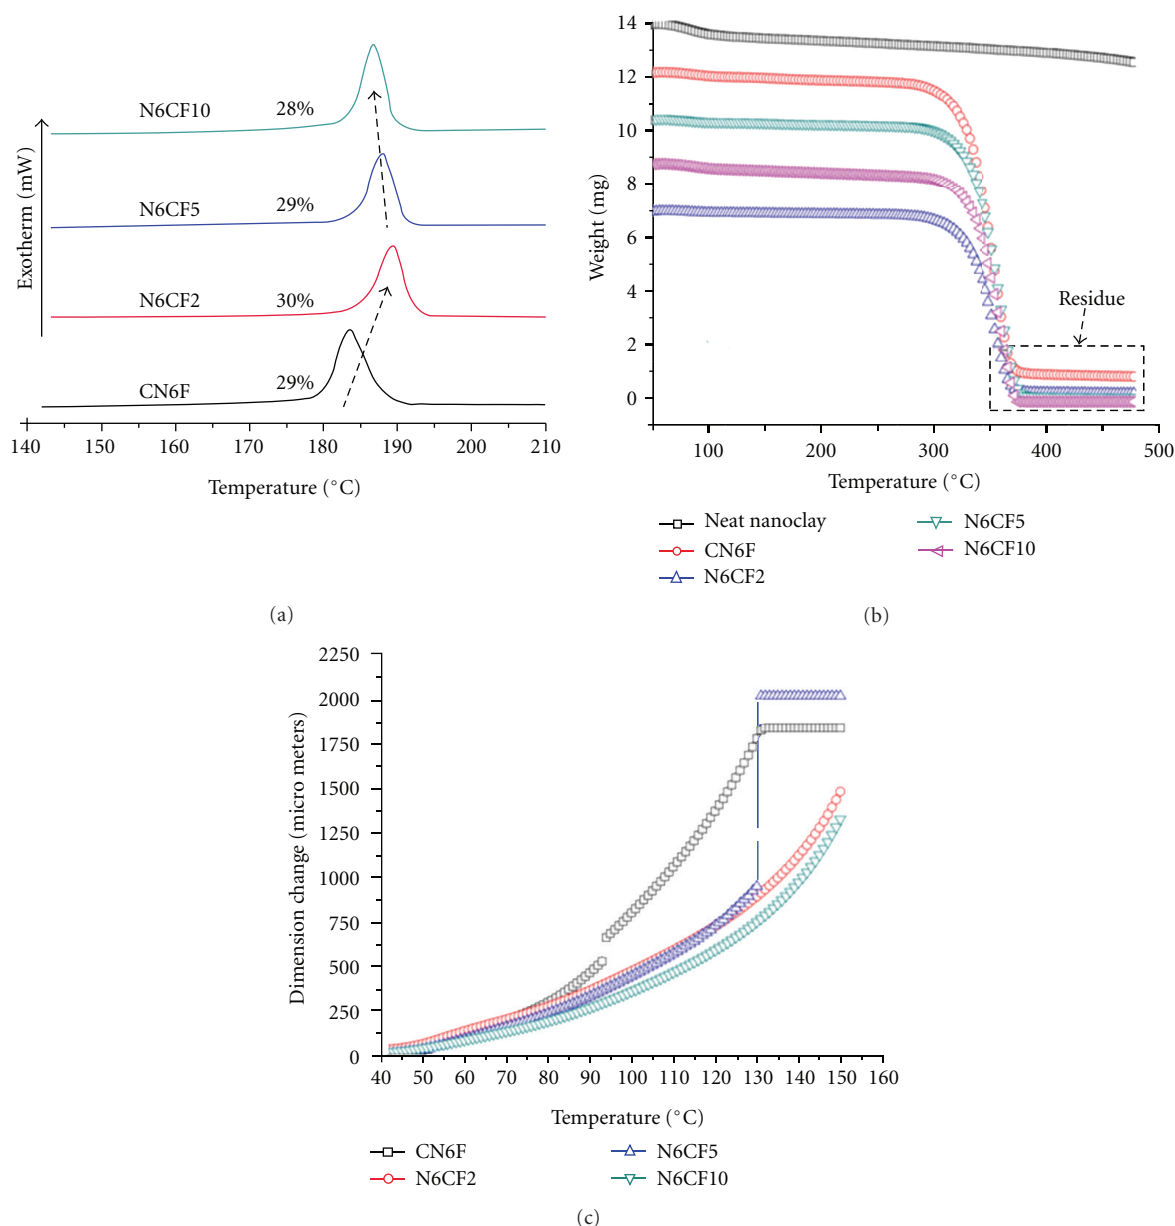 N6CF10
28%
N6CF5
29%
N6CF2
30%
CN6F
29%
Exotherm (mW)
140 150 160 170 180 190 200 210
Temperature (°C)
(a)
14
12
10
8
6
4
2
0
Weight (mg)
Residue
100 200 300 400 500
Temperature (°C)
Neat nanoclay
CN6F
N6CF2
N6CF5
N6CF10
(b)
2250
2000
1750
1500
1250
1000
750
500
250
0
Dimension change (micro meters)
40 50 60 70 80 90 100 110 120 130 140 150 160
Temperature (°C)
CN6F
N6CF2
N6CF5
N6CF10
(c)